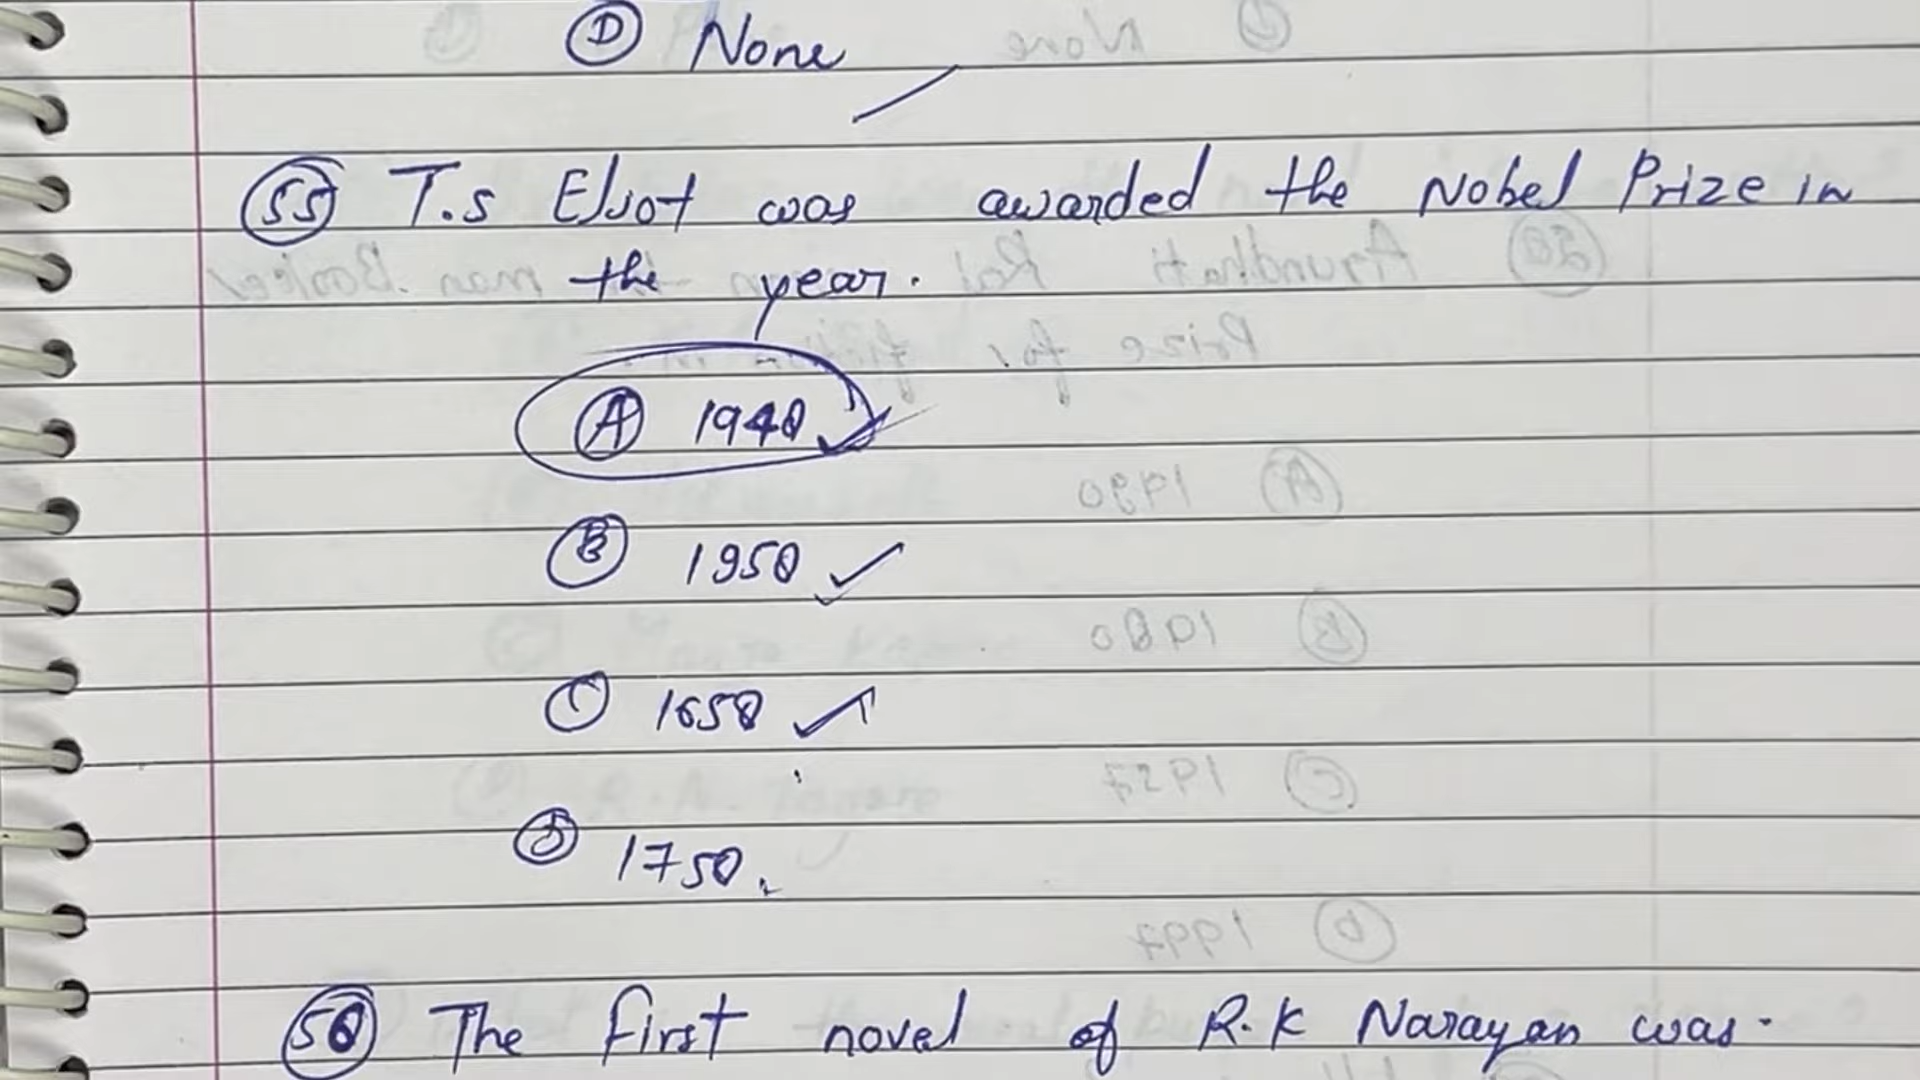 D None
55 T.s Eliot was awarded the Nobel Prize in
the year.
A 1948
B 1950
C 1650
D 1750.
56 The first novel of R.K Narayan was.